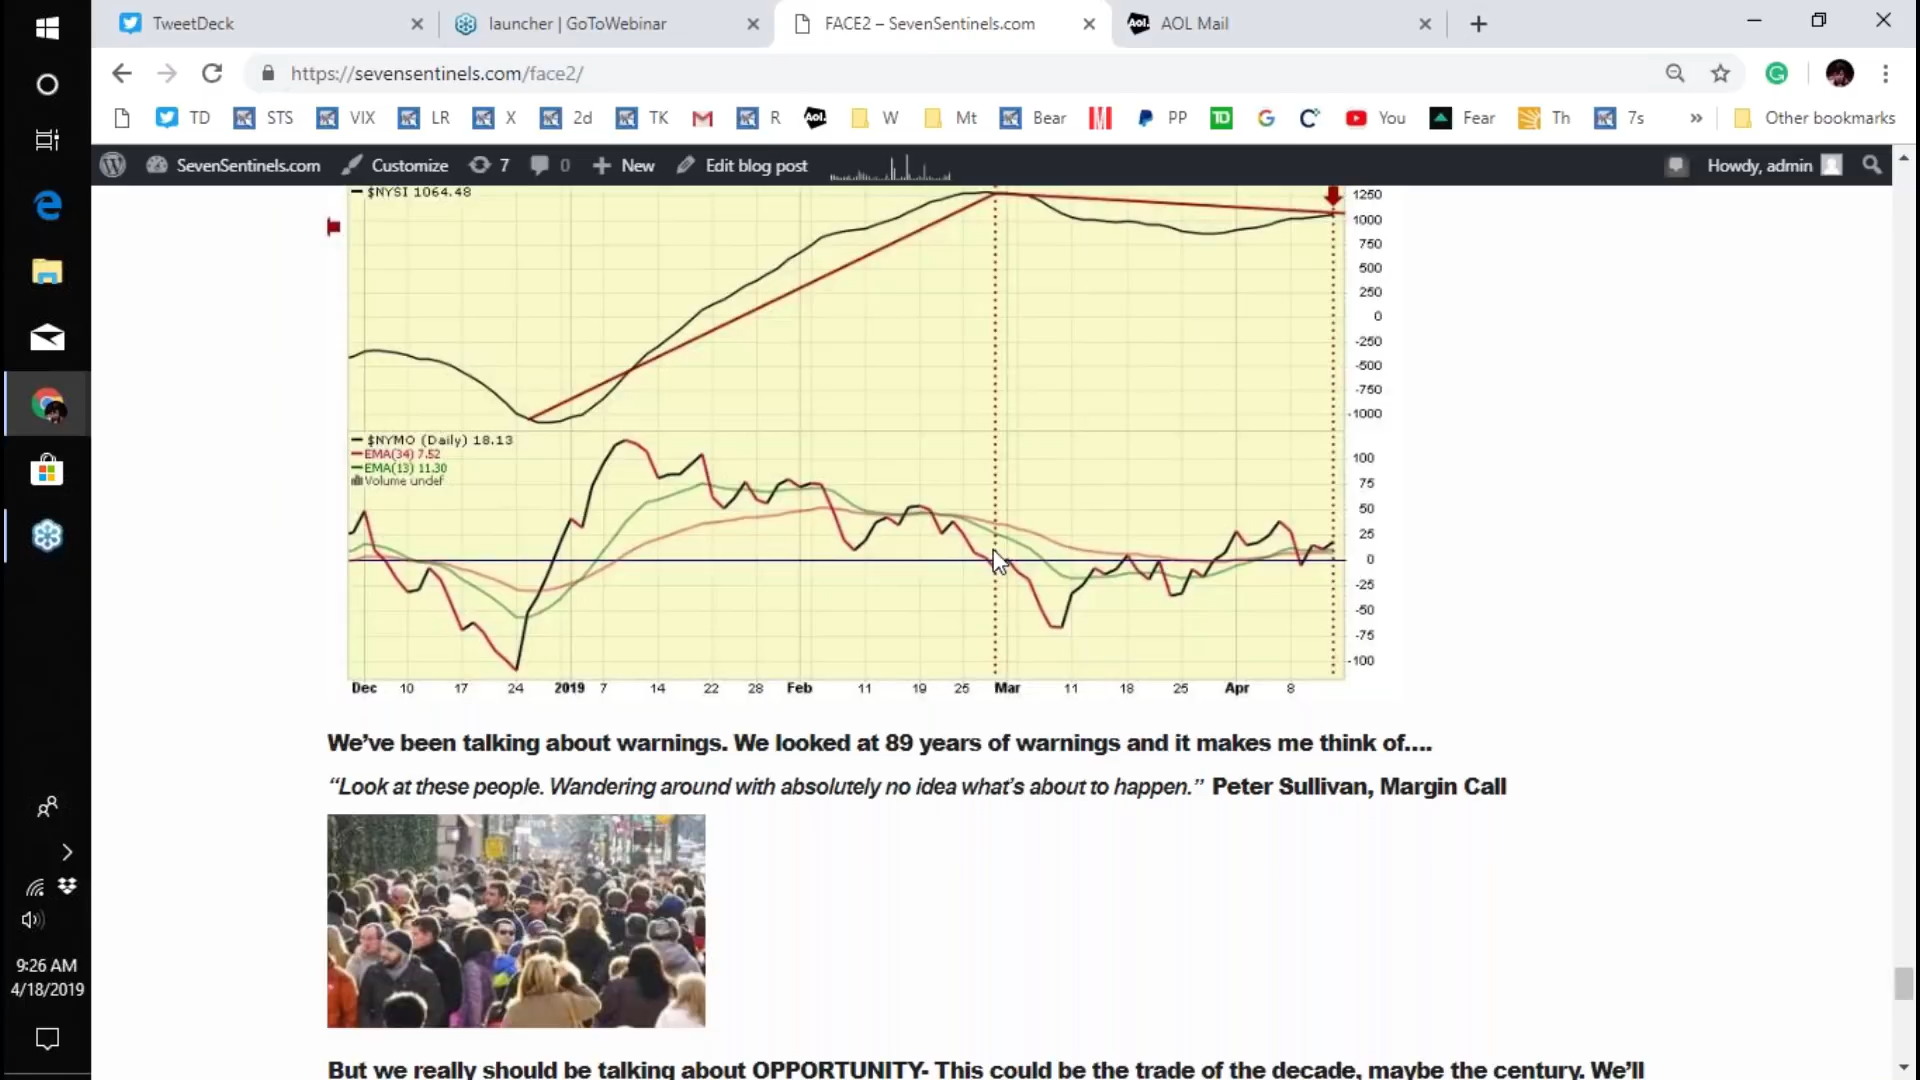 TweetDeck
launcher | GoToWebinar
FACE2 – SevenSentinels.com
Aol.
AOL Mail
https://sevensentinels.com/face2/
TD
STS
VIX
LR
X
2d
TK
R
Aol.
W
Mt
Bear
PP
TD
You
Fear
Th
7s
»
Other bookmarks
SevenSentinels.com
Customize
7
0
New
Edit blog post
Howdy, admin
$NYSI 1064.48
1250
1000
750
500
250
0
-250
-500
-750
-1000
$NYMO (Daily) 18.13
EMA(34) 7.52
EMA(13) 11.30
Volume undef
100
75
50
25
0
-25
-50
-75
-100
Dec 10 17 24 2019 7 14 22 28 Feb 11 19 25 Mar 11 18 25 Apr 8
We’ve been talking about warnings. We looked at 89 years of warnings and it makes me think of….
“Look at these people. Wandering around with absolutely no idea what’s about to happen.” Peter Sullivan, Margin Call
But we really should be talking about OPPORTUNITY- This could be the trade of the decade, maybe the century. We’ll
9:26 AM
4/18/2019